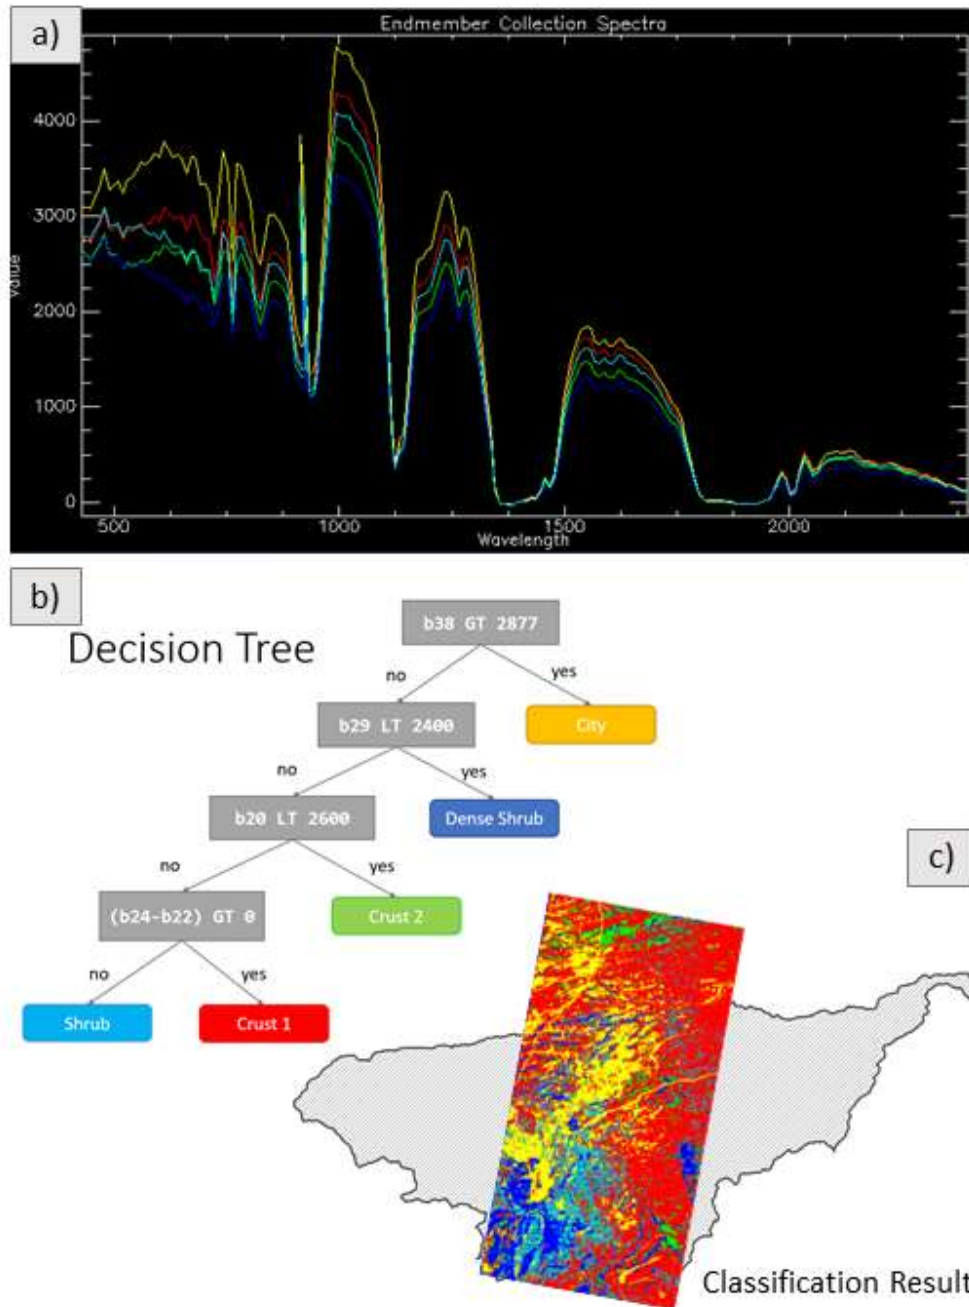 a)
Endmember Collection Spectra
4000
3000
2000
1000
0
Value
500
1000
1500
2000
Wavelength
b)
Decision Tree
b38 GT 2877
no
yes
b29 LT 2400
City
no
yes
b20 LT 2600
Dense Shrub
no
yes
(b24-b22) GT 0
Crust 2
no
yes
Shrub
Crust 1
c)
Classification Result